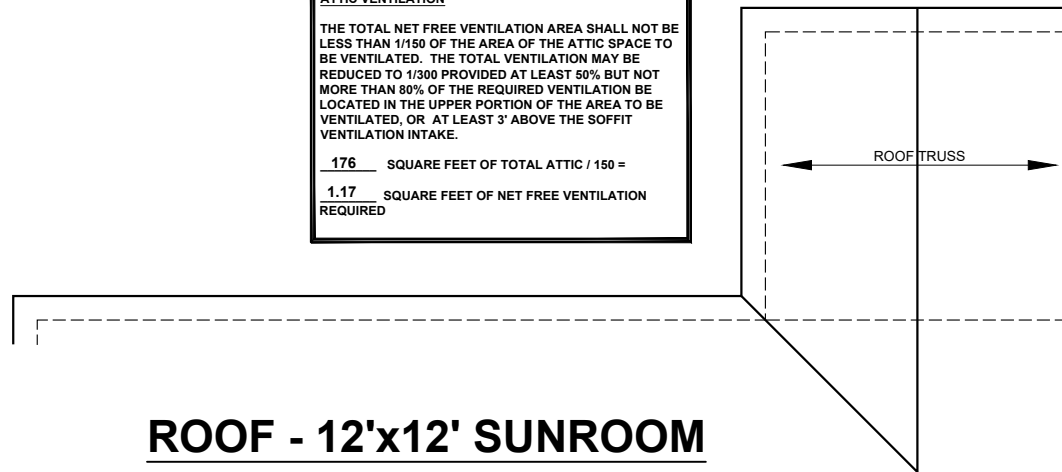 ATTIC VENTILATION
THE TOTAL NET FREE VENTILATION AREA SHALL NOT BE
LESS THAN 1/150 OF THE AREA OF THE ATTIC SPACE TO
BE VENTILATED. THE TOTAL VENTILATION MAY BE
REDUCED TO 1/300 PROVIDED AT LEAST 50% BUT NOT
MORE THAN 80% OF THE REQUIRED VENTILATION BE
LOCATED IN THE UPPER PORTION OF THE AREA TO BE
VENTILATED, OR AT LEAST 3' ABOVE THE SOFFIT
VENTILATION INTAKE.
176 SQUARE FEET OF TOTAL ATTIC / 150 =
1.17 SQUARE FEET OF NET FREE VENTILATION
REQUIRED
ROOF TRUSS
ROOF - 12'x12' SUNROOM